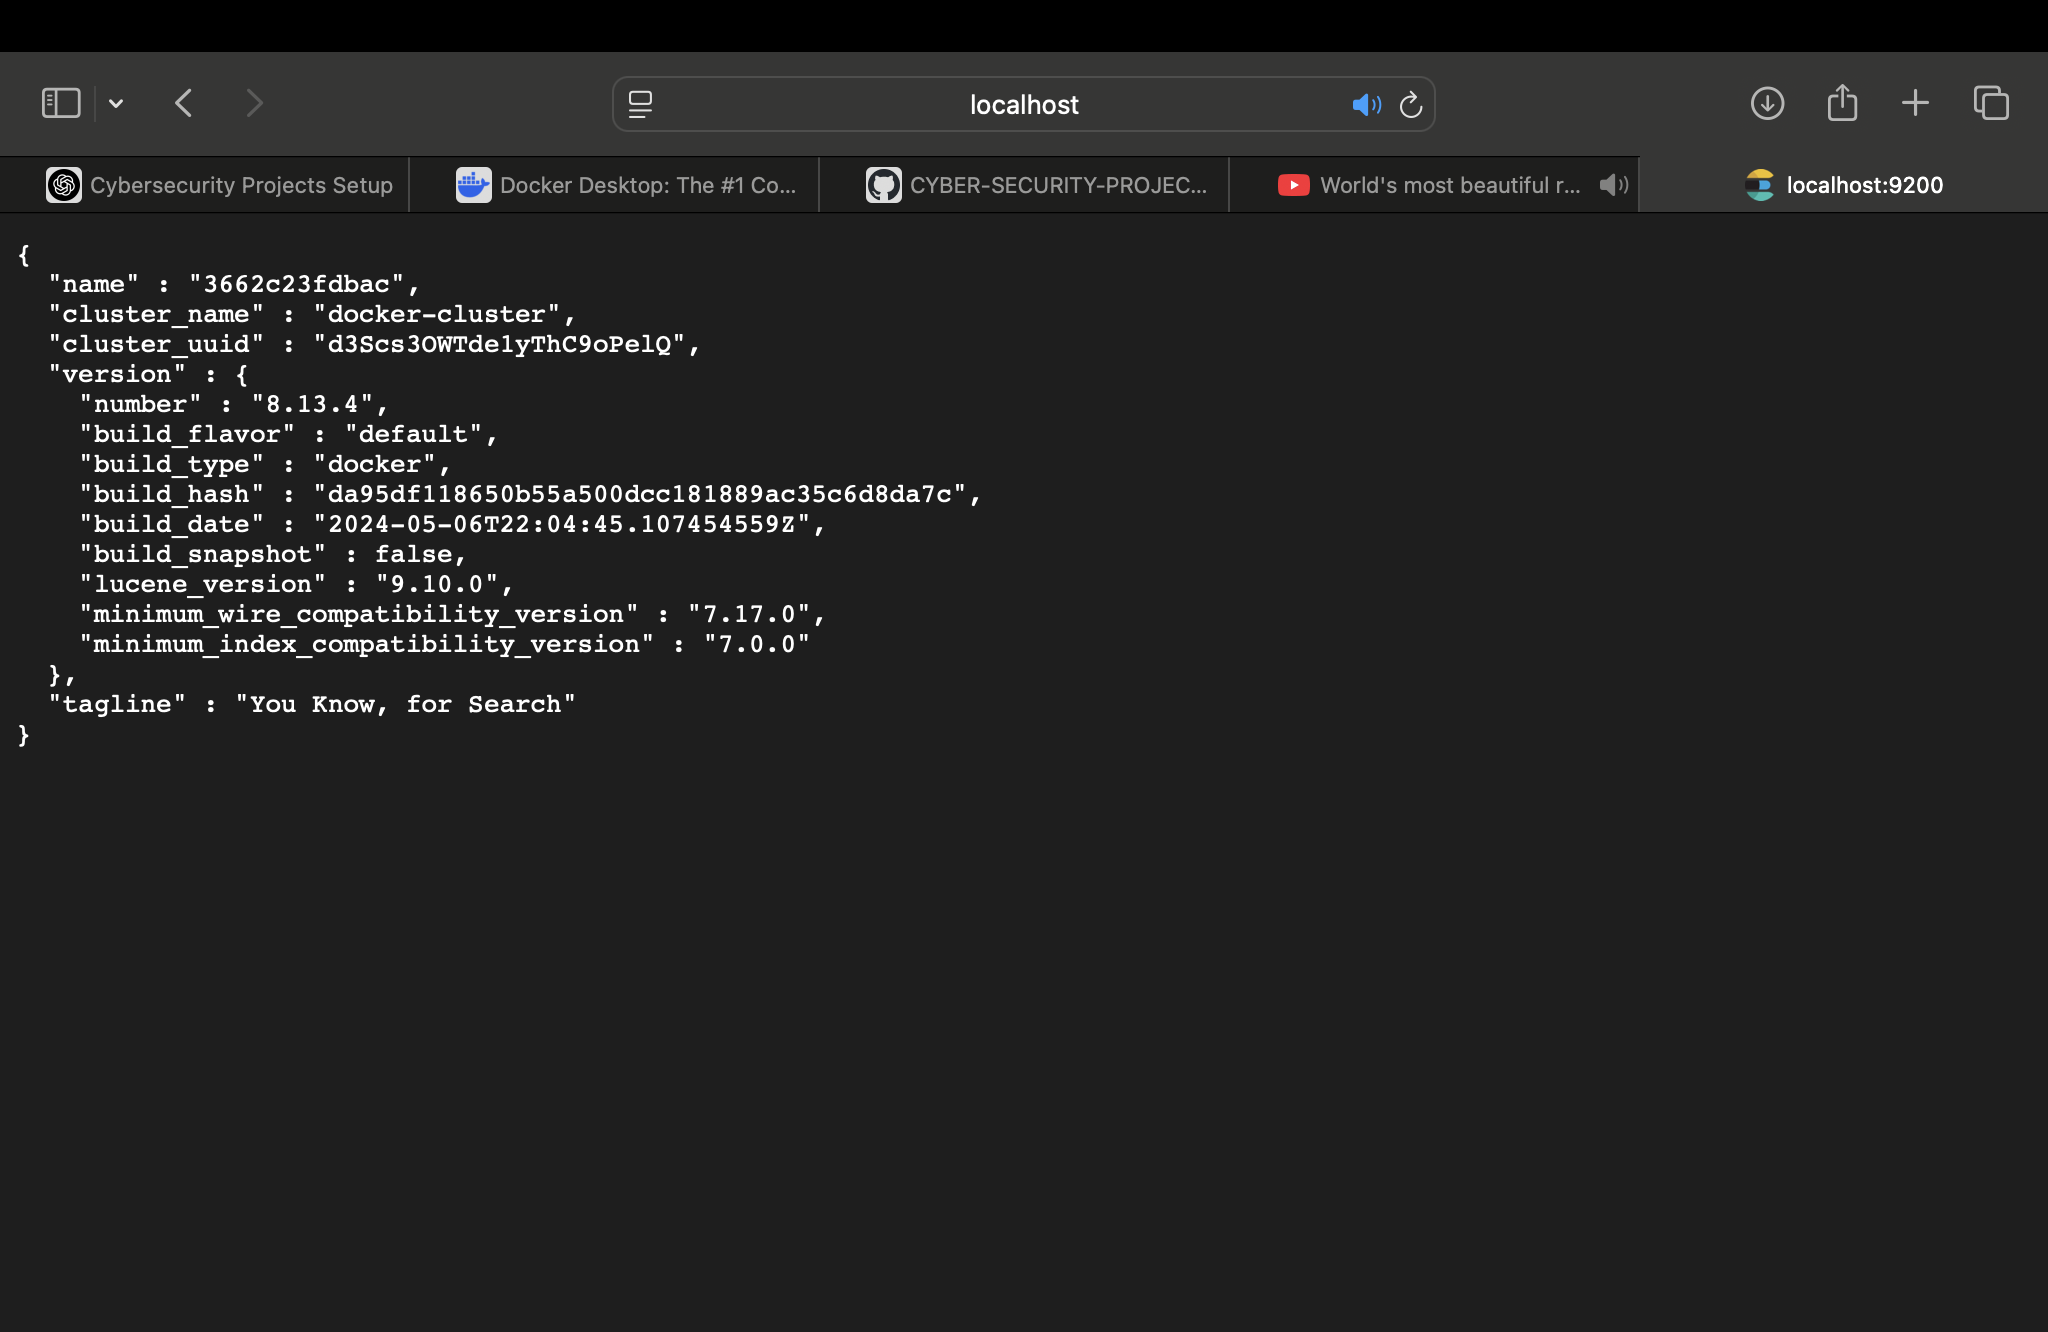 localhost
Cybersecurity Projects Setup
Docker Desktop: The #1 Co...
CYBER-SECURITY-PROJEC...
World's most beautiful r...
localhost:9200
{
  "name" : "3662c23fdbac",
  "cluster_name" : "docker-cluster",
  "cluster_uuid" : "d3Scs3OWTde1yThC9oPelQ",
  "version" : {
    "number" : "8.13.4",
    "build_flavor" : "default",
    "build_type" : "docker",
    "build_hash" : "da95df118650b55a500dcc181889ac35c6d8da7c",
    "build_date" : "2024-05-06T22:04:45.107454559Z",
    "build_snapshot" : false,
    "lucene_version" : "9.10.0",
    "minimum_wire_compatibility_version" : "7.17.0",
    "minimum_index_compatibility_version" : "7.0.0"
  },
  "tagline" : "You Know, for Search"
}